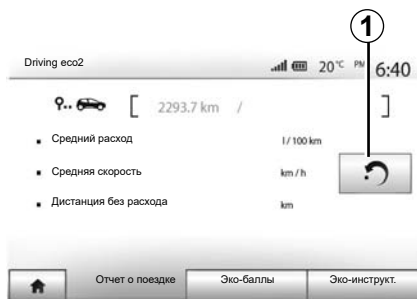 1
Driving eco2 20°C PM 6:40
[ 2293.7 km / ]
Средний расход l / 100 km
Средняя скорость km / h
Дистанция без расхода km
Отчет о поездке Эко-баллы Эко-инструкт.